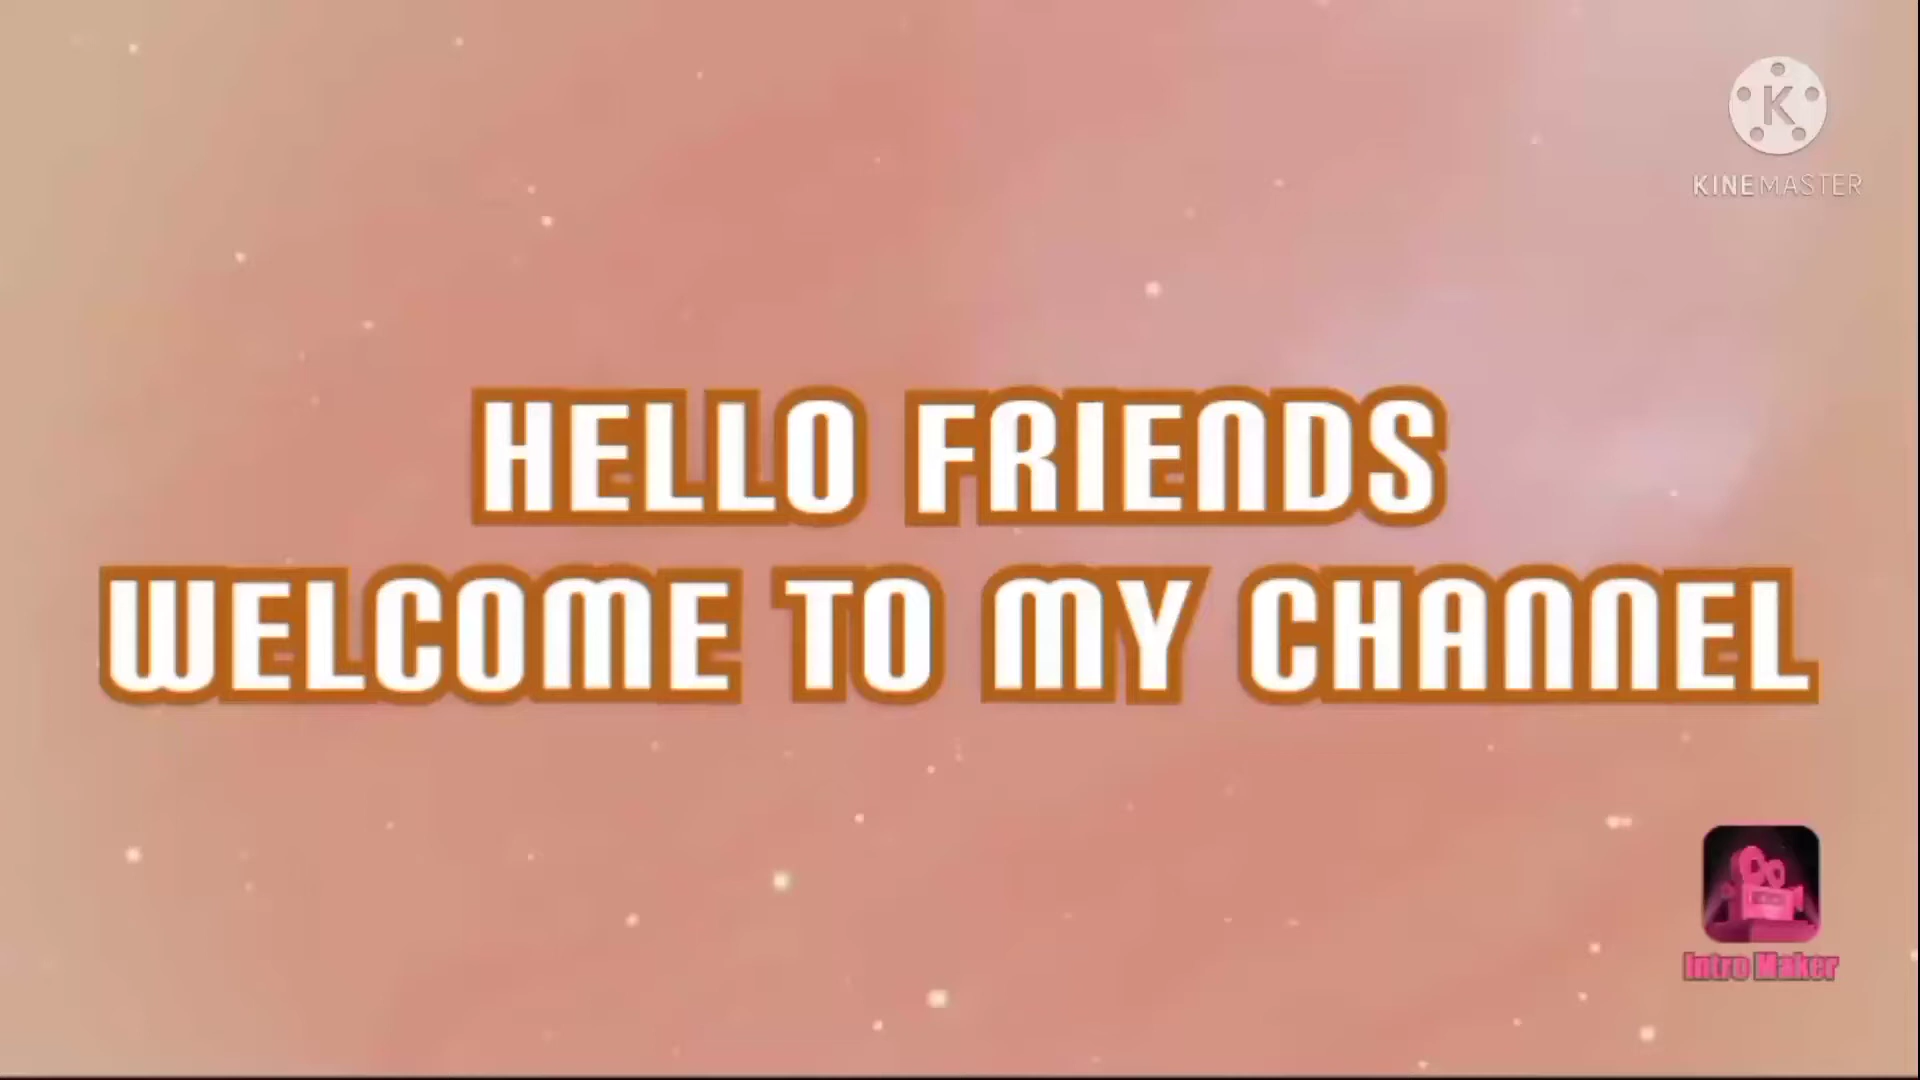 K
KINEMASTER
HELLO FRIENDS
WELCOME TO MY CHANNEL
Intro Maker